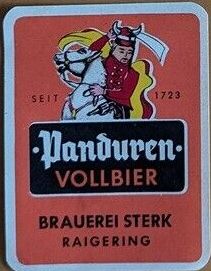 SEIT 1723
·Panduren·
VOLLBIER
BRAUEREI STERK
RAIGERING